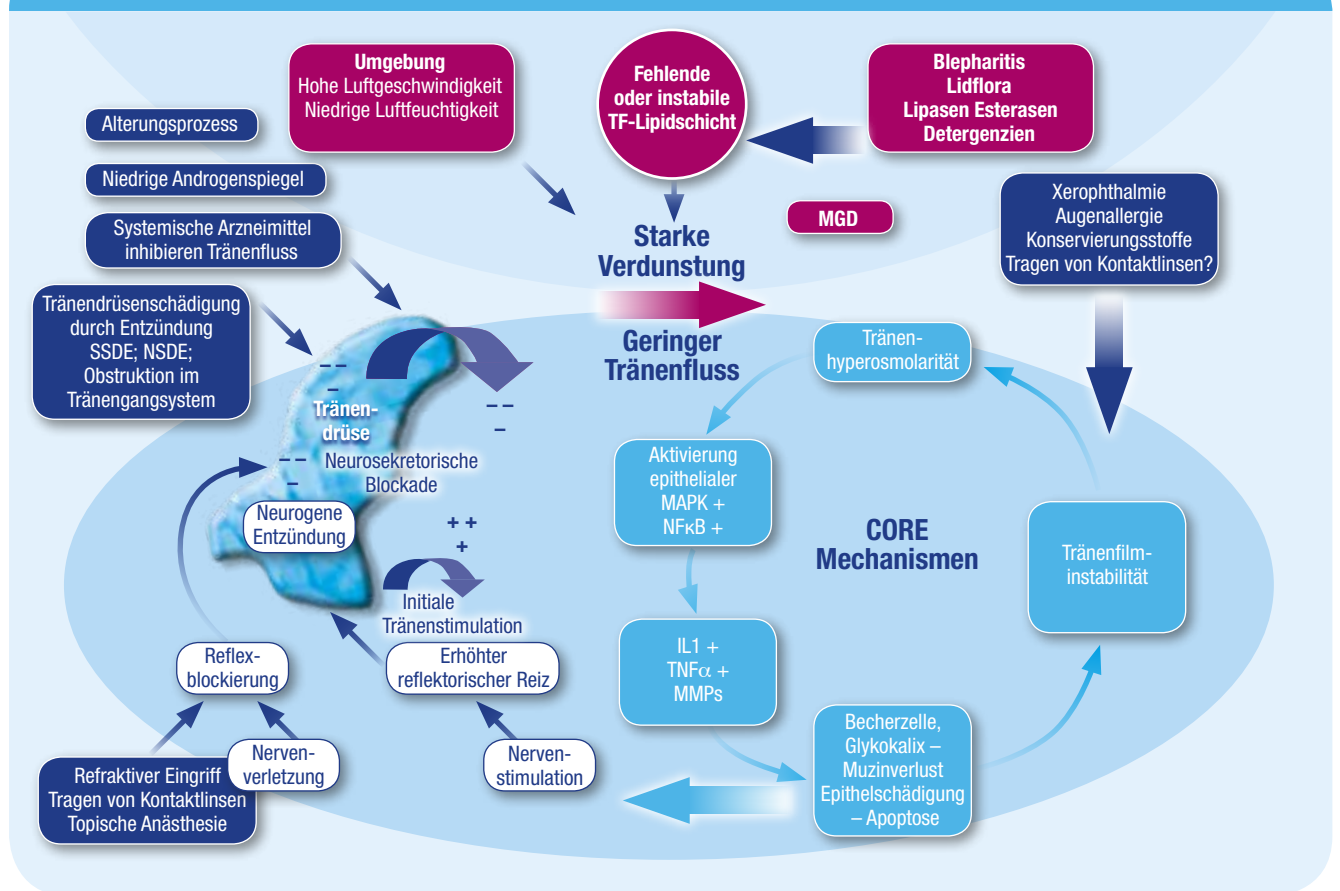 Umgebung
Hohe Luftgeschwindigkeit
Niedrige Luftfeuchtigkeit
Fehlende
oder instabile
TF-Lipidschicht
Blepharitis
Lidflora
Lipasen Esterasen
Detergenzien
Alterungsprozess
Niedrige Androgenspiegel
Systemische Arzneimittel
inhibieren Tränenfluss
Tränendrüsenschädigung
durch Entzündung
SSDE; NSDE;
Obstruktion im
Tränengangsystem
MGD
Xerophthalmie
Augenallergie
Konservierungsstoffe
Tragen von Kontaktlinsen?
Starke
Verdunstung
Geringer
Tränenfluss
Tränen-
hyperosmolarität
– –
–
– –
–
Tränen-
drüse
Neurosekretorische
Blockade
– –
–
Neurogene
Entzündung
+ +
+
Initiale
Tränenstimulation
Aktivierung
epithelialer
MAPK +
NFκB +
CORE
Mechanismen
Tränenfilm-
instabilität
IL1 +
TNFα +
MMPs
Becherzelle,
Glykokalix –
Muzinverlust
Epithelschädigung
– Apoptose
Reflex-
blockierung
Erhöhter
reflektorischer Reiz
Nerven-
verletzung
Nerven-
stimulation
Refraktiver Eingriff
Tragen von Kontaktlinsen
Topische Anästhesie